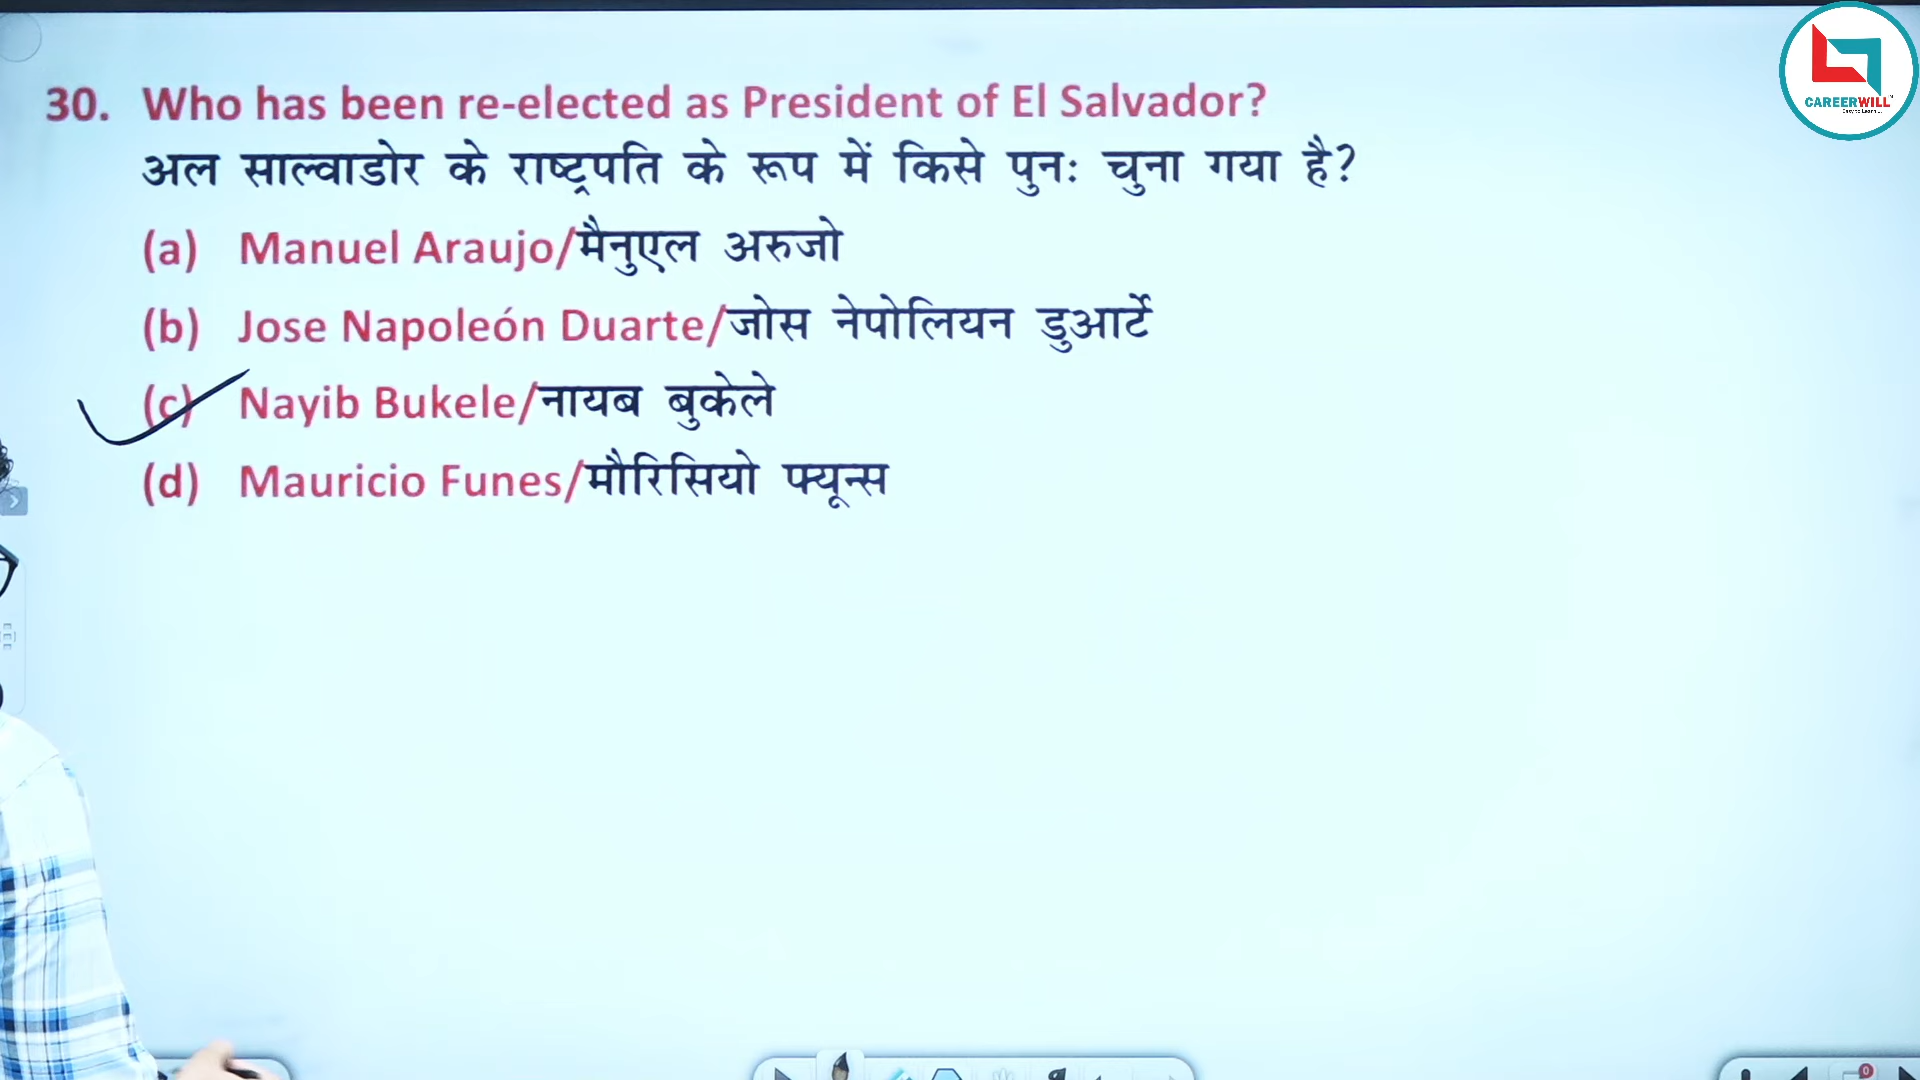 30. Who has been re-elected as President of El Salvador?
अल साल्वाडोर के राष्ट्रपति के रूप में किसे पुनः चुना गया है?
(a) Manuel Araujo/मैनुएल अरुजो
(b) Jose Napoleón Duarte/जोस नेपोलियन डुआर्टे
(c) Nayib Bukele/नायब बुकेले
(d) Mauricio Funes/मौरिसियो फ्यून्स
CAREERWILL
0